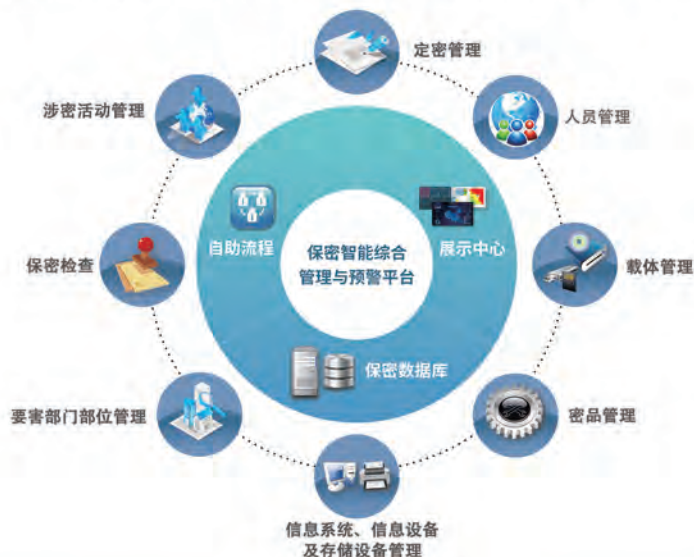 定密管理
涉密活动管理
人员管理
自助流程
保密智能综合
管理与预警平台
展示中心
保密检查
载体管理
保密数据库
要害部门部位管理
密品管理
信息系统、信息设备
及存储设备管理